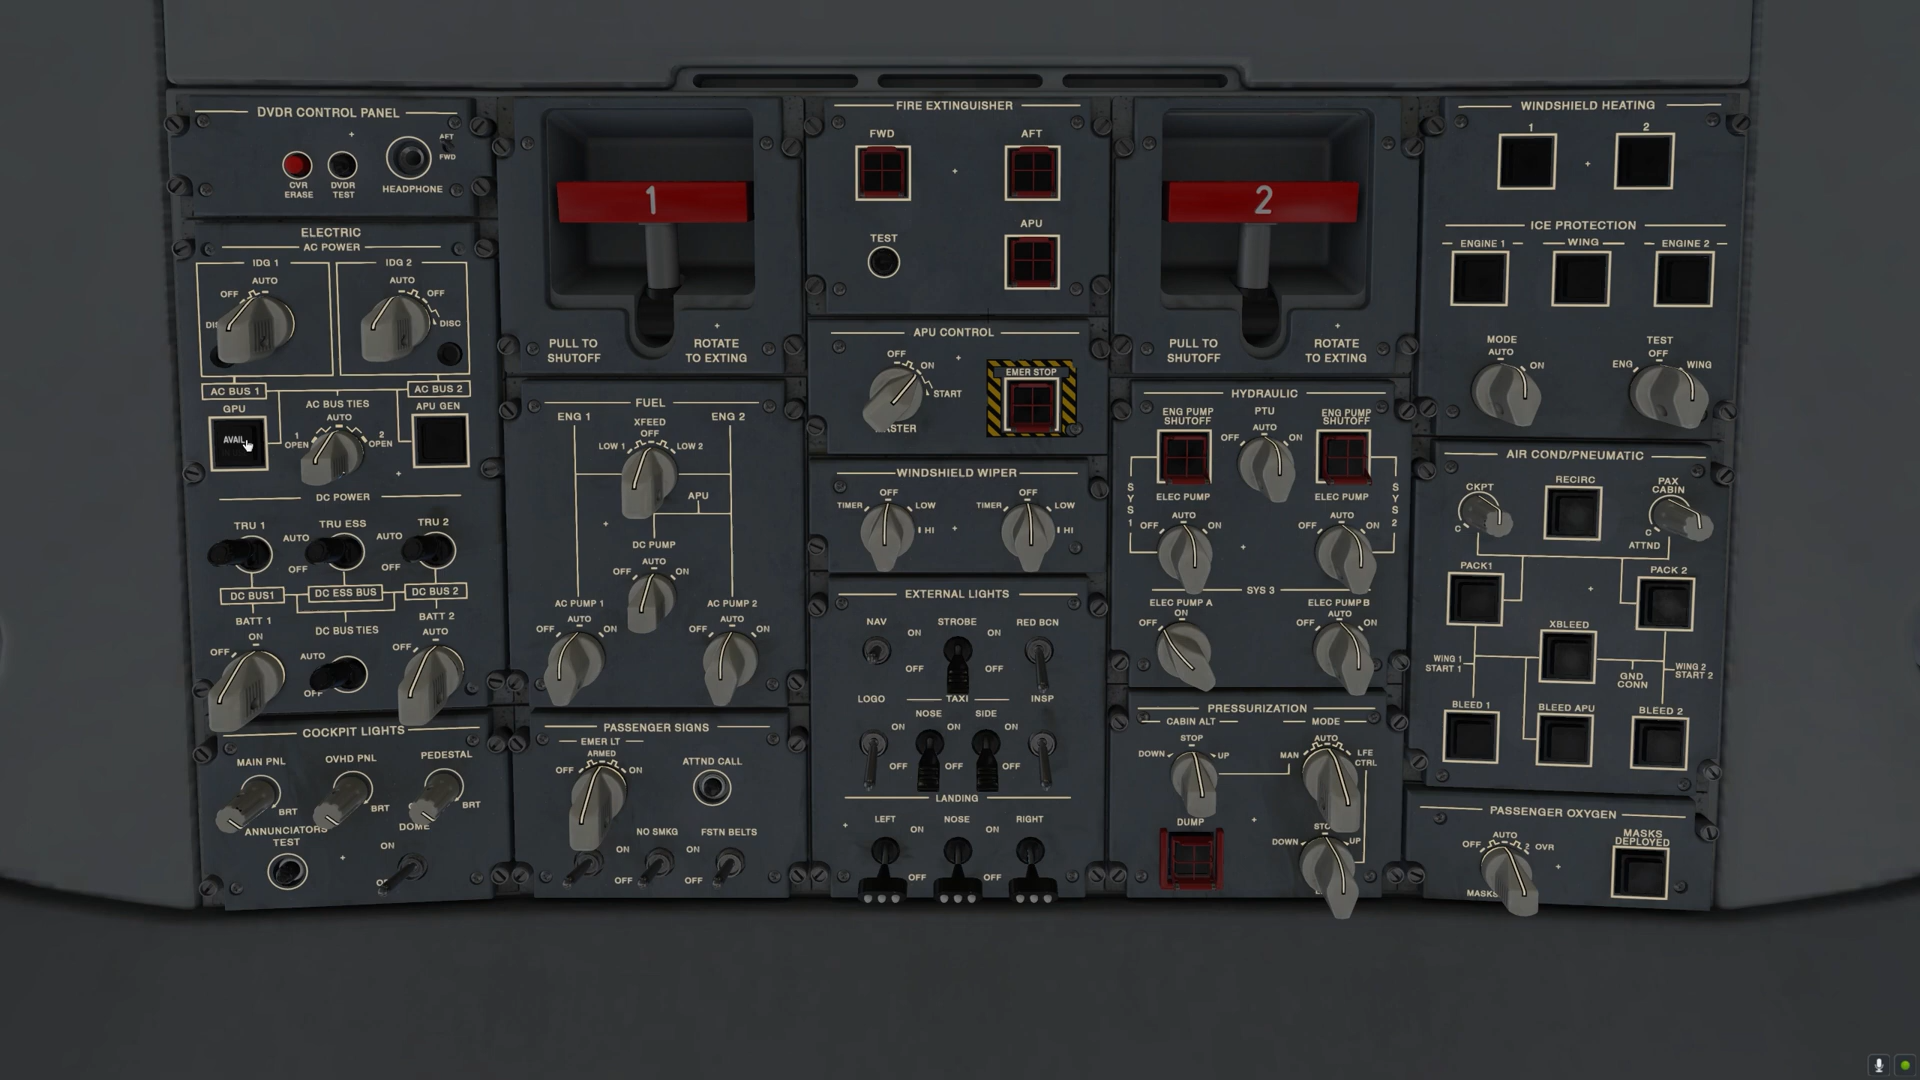 DVDR CONTROL PANEL
AFT
FWD
CVR
ERASE
DVDR
TEST
HEADPHONE
ELECTRIC
AC POWER
IDG 1
IDG 2
AUTO
AUTO
OFF
OFF
DISC
AC BUS 1
AC BUS 2
GPU
AC BUS TIES
APU GEN
AUTO
AVAIL
1
OPEN
2
OPEN
DC POWER
TRU 1
TRU ESS
TRU 2
AUTO
AUTO
OFF
OFF
DC BUS1
DC ESS BUS
DC BUS 2
BATT 1
BATT 2
DC BUS TIES
ON
AUTO
OFF
AUTO
OFF
COCKPIT LIGHTS
MAIN PNL
OVHD PNL
PEDESTAL
BRT
BRT
BRT
ANNUNCIATORS
TEST
DOME
ON
1
PULL TO
SHUTOFF
ROTATE
TO EXTING
FUEL
ENG 1
ENG 2
XFEED
OFF
LOW 1
LOW 2
APU
DC PUMP
AUTO
OFF
ON
AC PUMP 1
AC PUMP 2
AUTO
OFF
ON
AUTO
OFF
ON
PASSENGER SIGNS
EMER LT
ARMED
OFF
ON
ATTND CALL
NO SMKG
FSTN BELTS
ON
ON
OFF
OFF
FIRE EXTINGUISHER
FWD
AFT
TEST
APU
APU CONTROL
OFF
ON
START
EMER STOP
WINDSHIELD WIPER
TIMER
OFF
LOW
HI
TIMER
OFF
LOW
HI
EXTERNAL LIGHTS
NAV
STROBE
RED BCN
ON
ON
OFF
OFF
LOGO
TAXI
INSP
NOSE
SIDE
ON
ON
ON
OFF
OFF
OFF
LANDING
LEFT
NOSE
RIGHT
ON
ON
OFF
OFF
2
PULL TO
SHUTOFF
ROTATE
TO EXTING
HYDRAULIC
ENG PUMP
SHUTOFF
PTU
ENG PUMP
SHUTOFF
AUTO
OFF
ON
SYS 1
SYS 2
ELEC PUMP
ELEC PUMP
AUTO
OFF
ON
AUTO
OFF
ON
SYS 3
ELEC PUMP A
ELEC PUMP B
ON
OFF
AUTO
OFF
ON
PRESSURIZATION
CABIN ALT
MODE
STOP
DOWN
UP
AUTO
MAN
LFE
CTRL
DUMP
DOWN
UP
WINDSHIELD HEATING
1
2
ICE PROTECTION
ENGINE 1
WING
ENGINE 2
MODE
AUTO
ON
TEST
OFF
ENG
WING
AIR COND/PNEUMATIC
CKPT
RECIRC
PAX
CABIN
C
C
ATTND
PACK1
PACK 2
XBLEED
WING 1
START 1
GND
CONN
WING 2
START 2
BLEED 1
BLEED APU
BLEED 2
PASSENGER OXYGEN
AUTO
OFF
OVR
MASKS
DEPLOYED